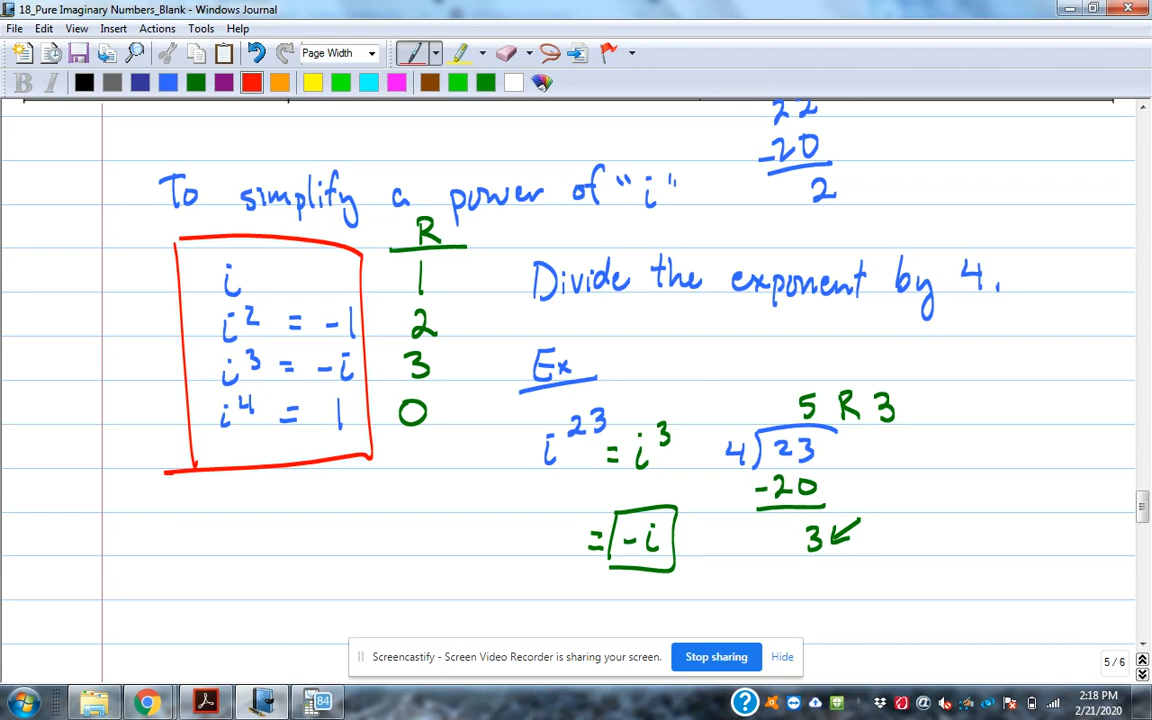 18_Pure Imaginary Numbers_Blank - Windows Journal
File Edit View Insert Actions Tools Help
Page Width
B I
22
-20
2
To simplify a power of "i"
R
i 1
i² = -1 2
i³ = -i 3
i⁴ = 1 0
Divide the exponent by 4.
Ex
5 R 3
i²³ = i³ 4)23
-20
= -i 3
Screencastify - Screen Video Recorder is sharing your screen. Stop sharing Hide
5 / 6
84
2:18 PM
2/21/2020